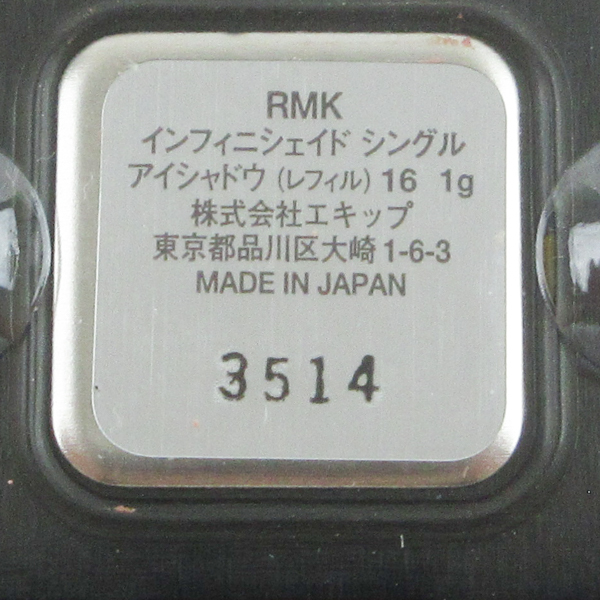 RMK
インフィニシェイド シングル
アイシャドウ (レフィル) 16 1g
株式会社エキップ
東京都品川区大崎1-6-3
MADE IN JAPAN
3514